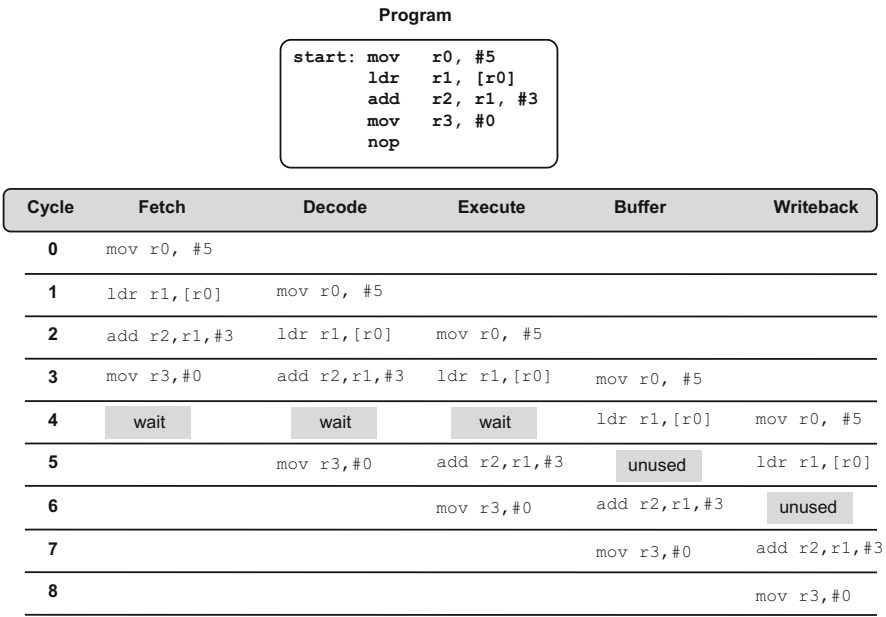 Program
start: mov r0, #5
ldr r1, [r0]
add r2, r1, #3
mov r3, #0
nop
Cycle Fetch Decode Execute Buffer Writeback
0 mov r0, #5
1 ldr r1,[r0] mov r0, #5
2 add r2,r1,#3 ldr r1,[r0] mov r0, #5
3 mov r3,#0 add r2,r1,#3 ldr r1,[r0] mov r0, #5
4 wait wait wait ldr r1,[r0] mov r0, #5
5 mov r3,#0 add r2,r1,#3 unused ldr r1,[r0]
6 mov r3,#0 add r2,r1,#3 unused
7 mov r3,#0 add r2,r1,#3
8 mov r3,#0